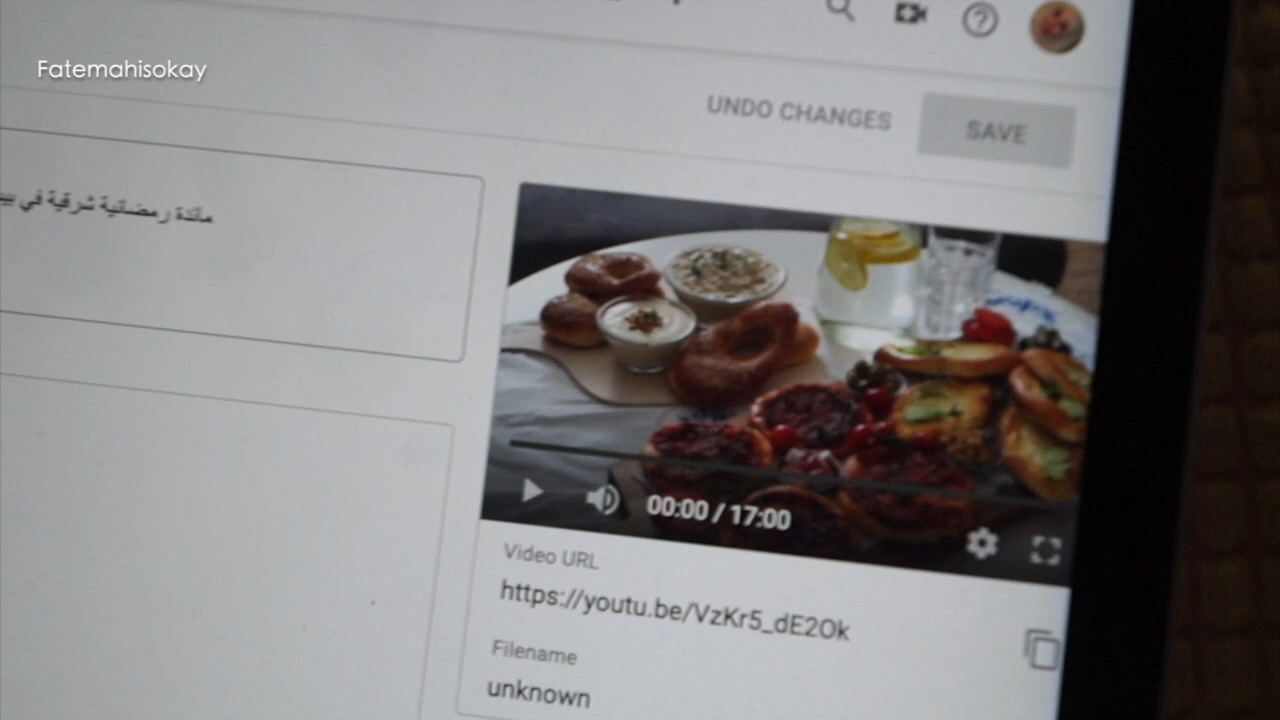 Fatemahisokay
UNDO CHANGES
SAVE
مائدة رمضانية شرقية في
00:00 / 17:00
Video URL
https://youtu.be/VzKr5_dE2Ok
Filename
unknown